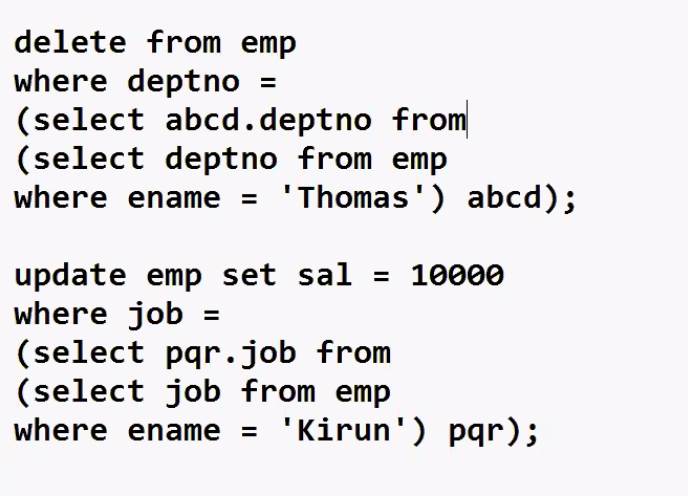 delete from emp
where deptno =
(select abcd.deptno from
(select deptno from emp
where ename = 'Thomas') abcd);
update emp set sal = 10000
where job =
(select pqr.job from
(select job from emp
where ename = 'Kirun') pqr);